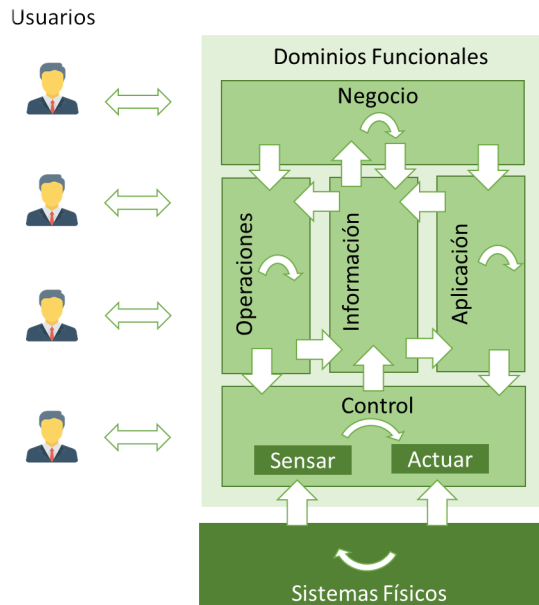 Usuarios
Dominios Funcionales
Negocio
Operaciones
Información
Aplicación
Control
Sensar
Actuar
Sistemas Físicos